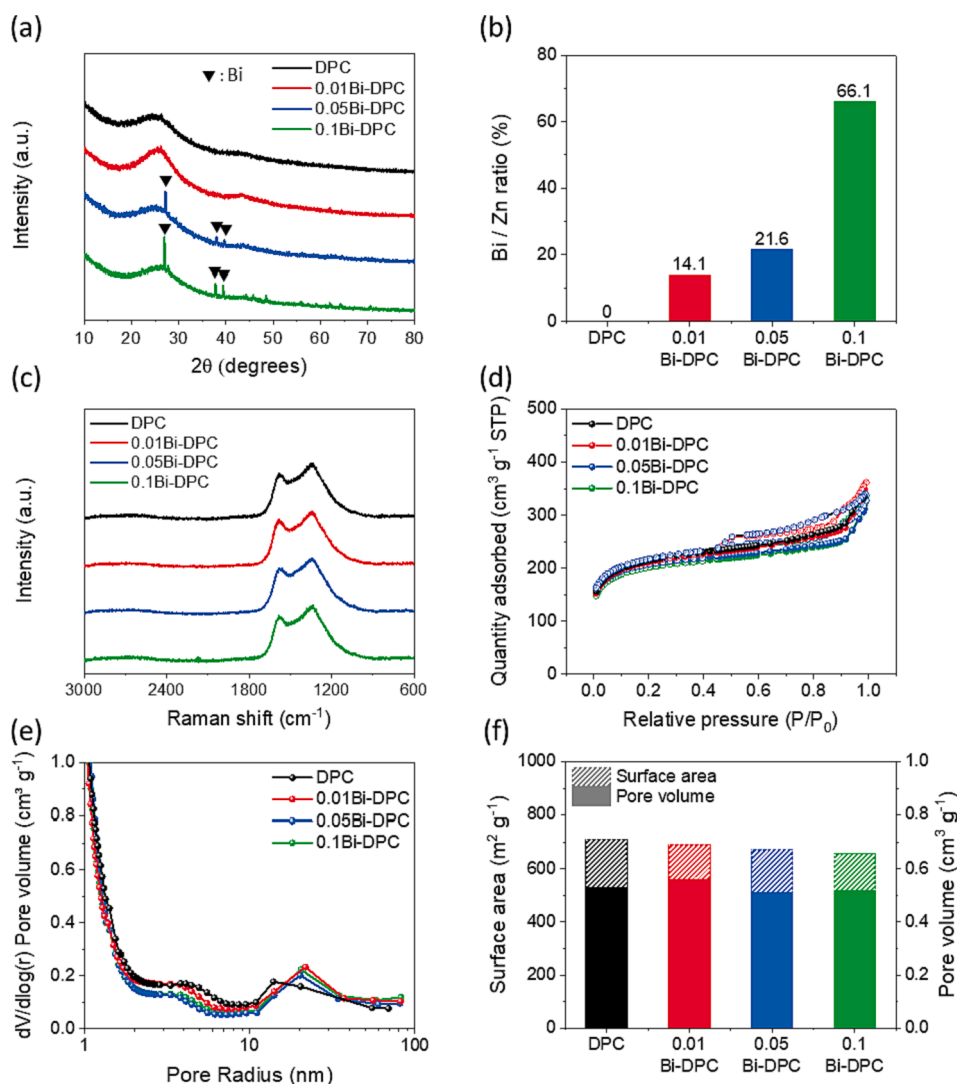 (a)
▼: Bi
DPC
0.01Bi-DPC
0.05Bi-DPC
0.1Bi-DPC
Intensity (a.u.)
10 20 30 40 50 60 70 80
2θ (degrees)
(b)
Bi / Zn ratio (%)
80
60
40
20
0
0
14.1
21.6
66.1
DPC 0.01 0.05 0.1
Bi-DPC Bi-DPC Bi-DPC
(c)
DPC
0.01Bi-DPC
0.05Bi-DPC
0.1Bi-DPC
Intensity (a.u.)
3000 2400 1800 1200 600
Raman shift (cm⁻¹)
(d)
DPC
0.01Bi-DPC
0.05Bi-DPC
0.1Bi-DPC
Quantity adsorbed (cm³ g⁻¹ STP)
500
400
300
200
100
0
0.0 0.2 0.4 0.6 0.8 1.0
Relative pressure (P/P₀)
(e)
DPC
0.01Bi-DPC
0.05Bi-DPC
0.1Bi-DPC
dV/dlog(r) Pore volume (cm³ g⁻¹)
1.0
0.8
0.6
0.4
0.2
0.0
1 10 100
Pore Radius (nm)
(f)
Surface area
Pore volume
Surface area (m² g⁻¹)
1000
800
600
400
200
0
Pore volume (cm³ g⁻¹)
1.0
0.8
0.6
0.4
0.2
0.0
DPC 0.01 0.05 0.1
Bi-DPC Bi-DPC Bi-DPC